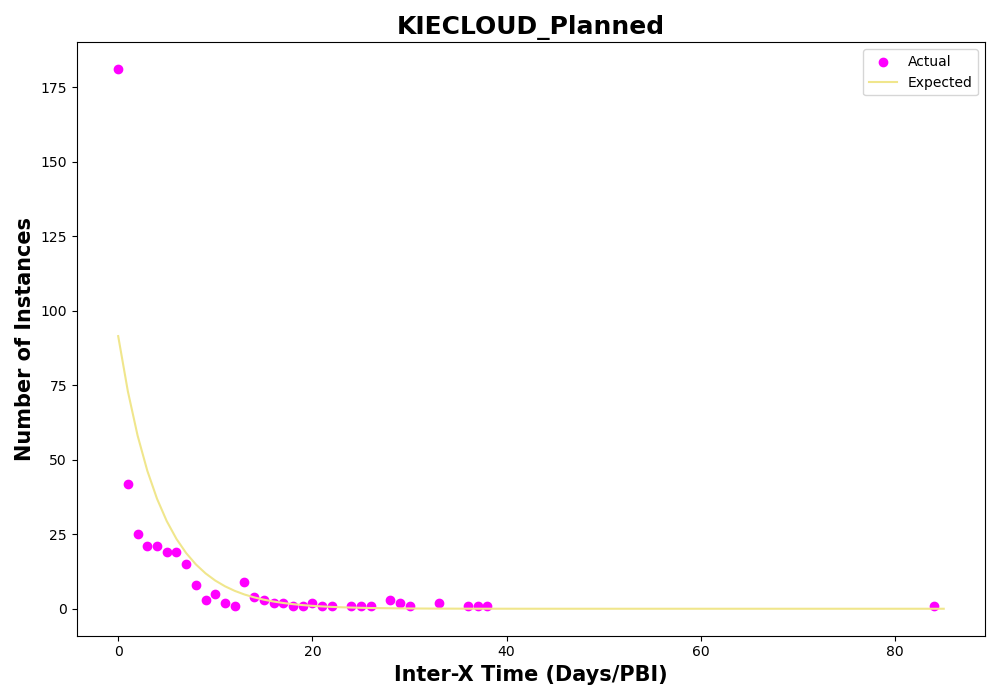 KIECLOUD_Planned
Actual
Expected
Number of Instances
175
150
125
100
75
50
25
0
0
20
40
60
80
Inter-X Time (Days/PBI)